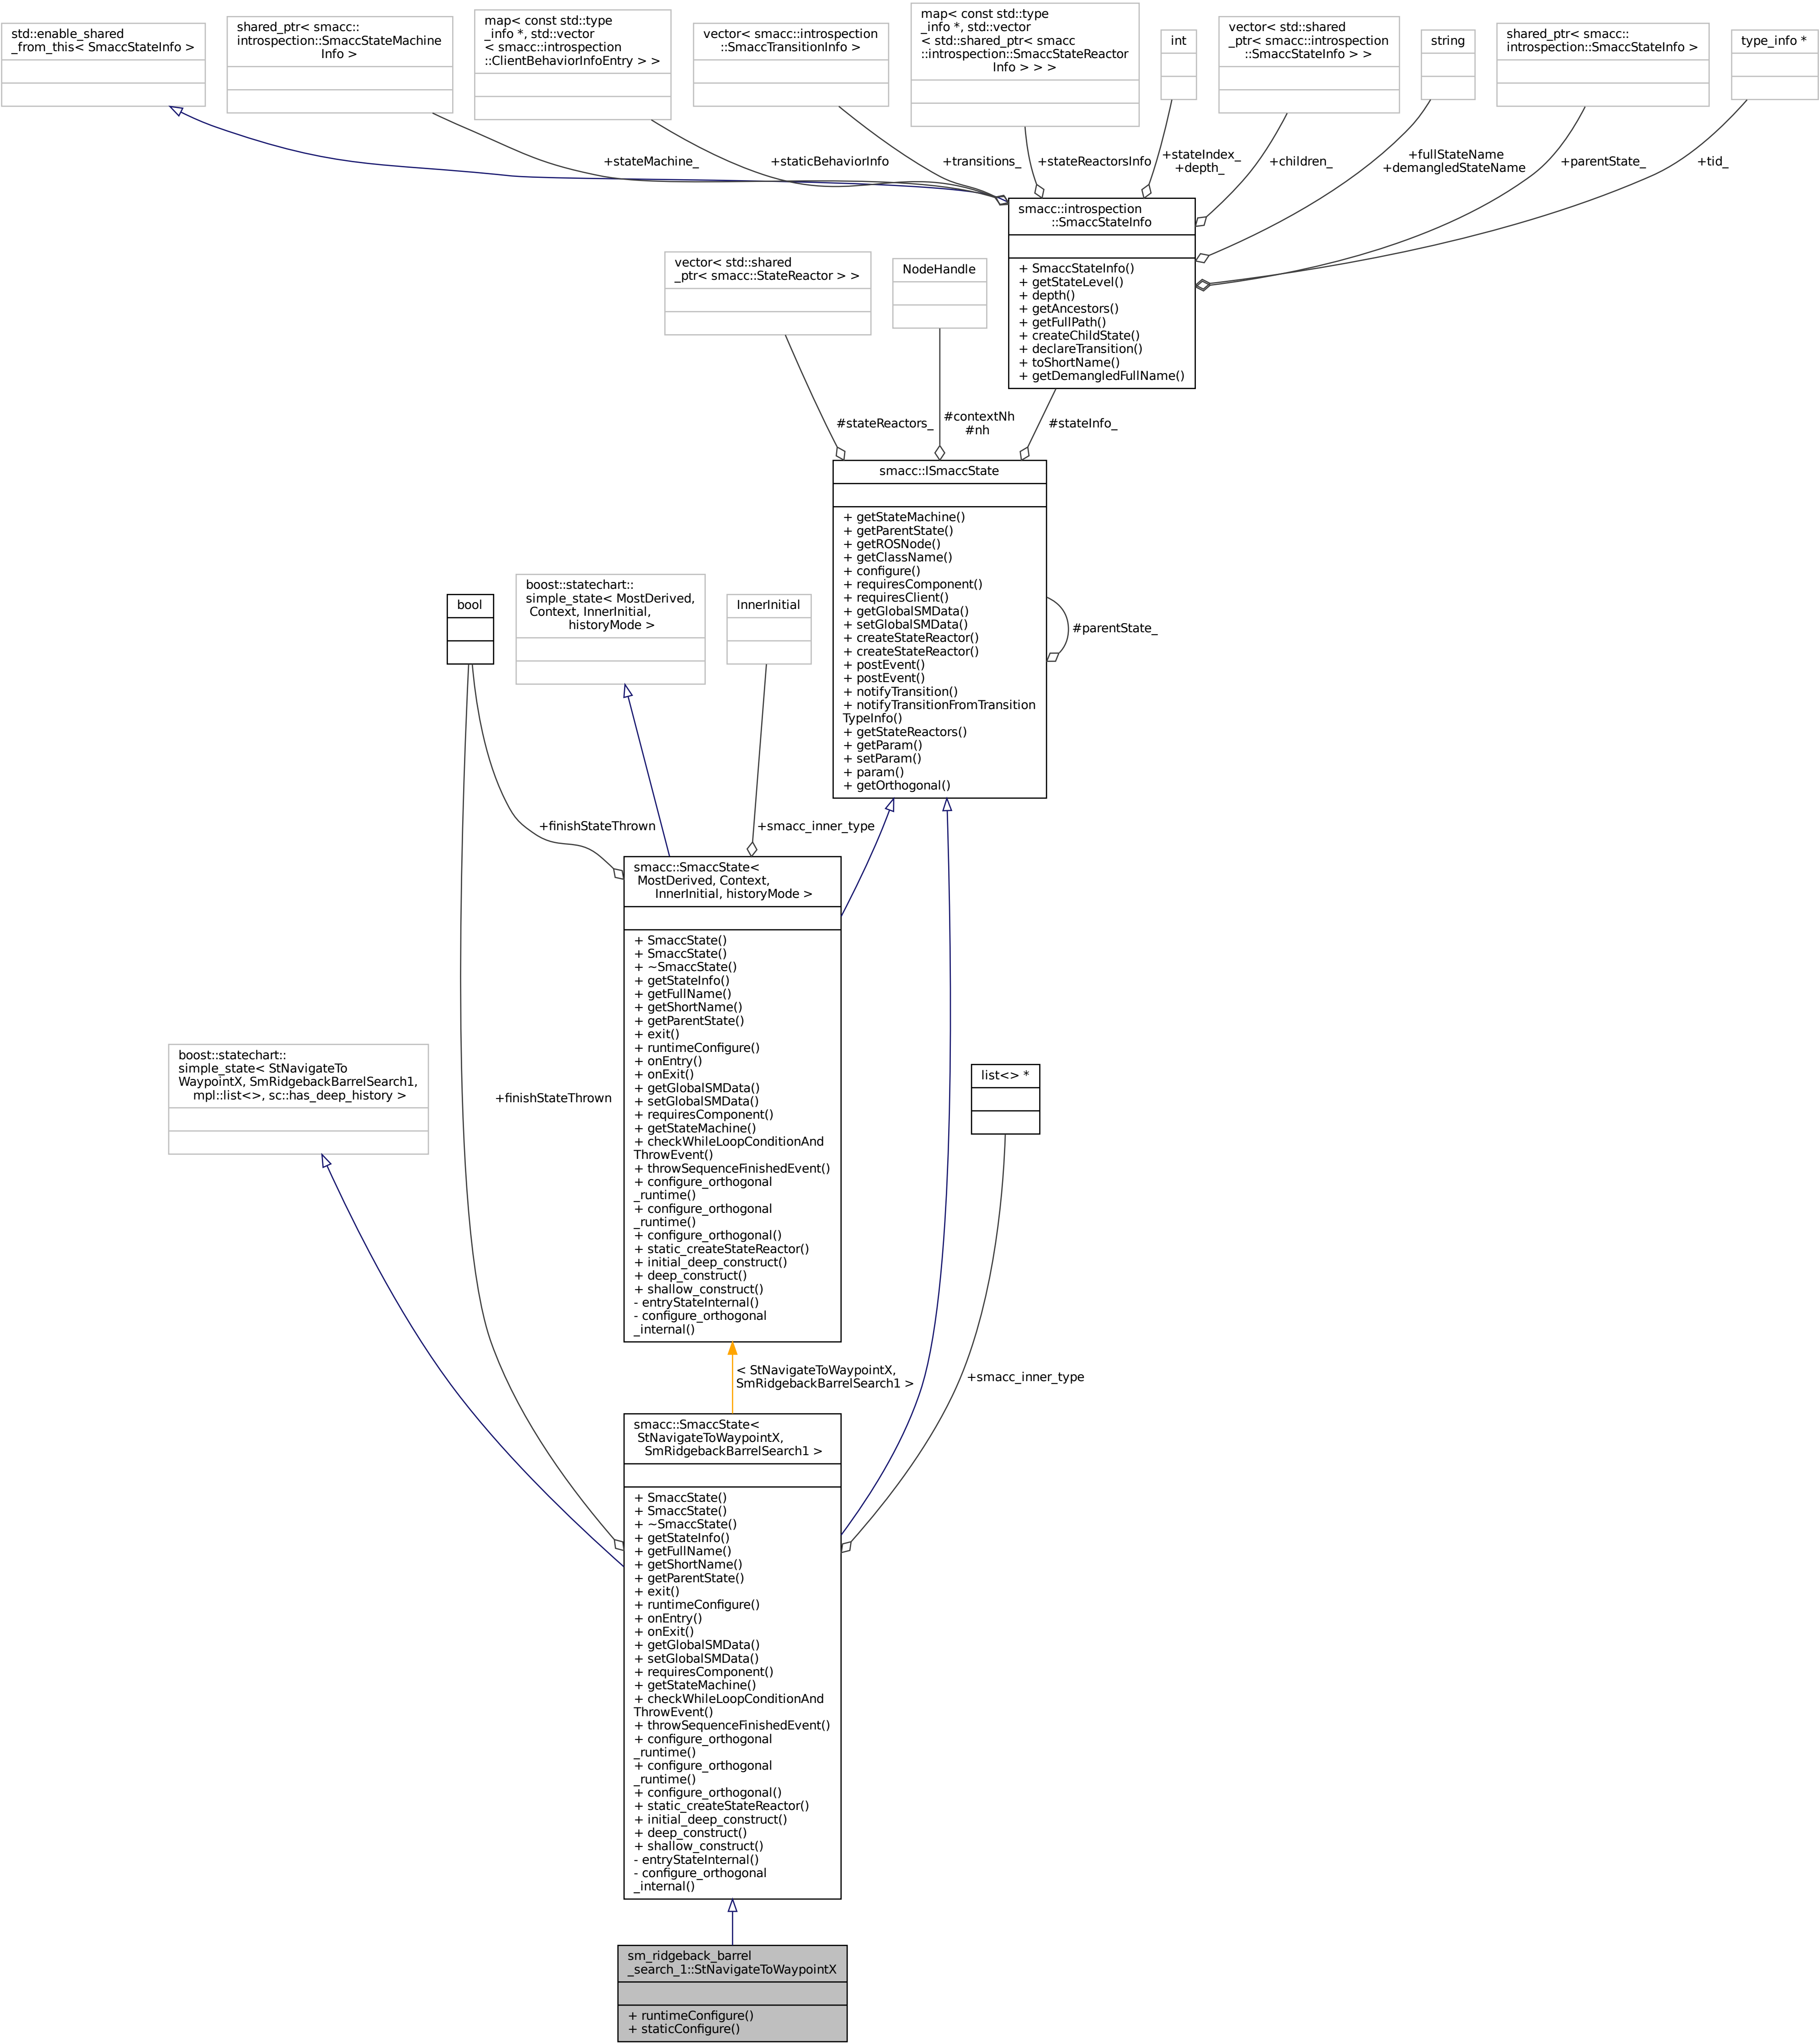 std::enable_shared
_from_this< SmaccStateInfo >
shared_ptr< smacc::
introspection::SmaccStateMachine
Info >
map< const std::type
_info *, std::vector
< smacc::introspection
::ClientBehaviorInfoEntry > >
vector< smacc::introspection
::SmaccTransitionInfo >
map< const std::type
_info *, std::vector
< std::shared_ptr< smacc
::introspection::SmaccStateReactor
Info > > >
int
vector< std::shared
_ptr< smacc::introspection
::SmaccStateInfo > >
string
shared_ptr< smacc::
introspection::SmaccStateInfo >
type_info *
+stateMachine_
+staticBehaviorInfo
+transitions_
+stateReactorsInfo
+stateIndex_
+depth_
+children_
+fullStateName
+demangledStateName
+parentState_
+tid_
smacc::introspection
::SmaccStateInfo
+ SmaccStateInfo()
+ getStateLevel()
+ depth()
+ getAncestors()
+ getFullPath()
+ createChildState()
+ declareTransition()
+ toShortName()
+ getDemangledFullName()
vector< std::shared
_ptr< smacc::StateReactor > >
NodeHandle
#stateReactors_
#contextNh
#nh
#stateInfo_
smacc::ISmaccState
+ getStateMachine()
+ getParentState()
+ getROSNode()
+ getClassName()
+ configure()
+ requiresComponent()
+ requiresClient()
+ getGlobalSMData()
+ setGlobalSMData()
+ createStateReactor()
+ createStateReactor()
+ postEvent()
+ postEvent()
+ notifyTransition()
+ notifyTransitionFromTransition
TypeInfo()
+ getStateReactors()
+ getParam()
+ setParam()
+ param()
+ getOrthogonal()
#parentState_
bool
boost::statechart::
simple_state< MostDerived,
Context, InnerInitial,
historyMode >
InnerInitial
+finishStateThrown
+smacc_inner_type
smacc::SmaccState<
MostDerived, Context,
InnerInitial, historyMode >
+ SmaccState()
+ SmaccState()
+ ~SmaccState()
+ getStateInfo()
+ getFullName()
+ getShortName()
+ getParentState()
+ exit()
+ runtimeConfigure()
+ onEntry()
+ onExit()
+ getGlobalSMData()
+ setGlobalSMData()
+ requiresComponent()
+ getStateMachine()
+ checkWhileLoopConditionAnd
ThrowEvent()
+ throwSequenceFinishedEvent()
+ configure_orthogonal
_runtime()
+ configure_orthogonal
_runtime()
+ configure_orthogonal()
+ static_createStateReactor()
+ initial_deep_construct()
+ deep_construct()
+ shallow_construct()
- entryStateInternal()
- configure_orthogonal
_internal()
boost::statechart::
simple_state< StNavigateTo
WaypointX, SmRidgebackBarrelSearch1,
mpl::list<>, sc::has_deep_history >
+finishStateThrown
list<> *
< StNavigateToWaypointX,
SmRidgebackBarrelSearch1 >
+smacc_inner_type
smacc::SmaccState<
StNavigateToWaypointX,
SmRidgebackBarrelSearch1 >
+ SmaccState()
+ SmaccState()
+ ~SmaccState()
+ getStateInfo()
+ getFullName()
+ getShortName()
+ getParentState()
+ exit()
+ runtimeConfigure()
+ onEntry()
+ onExit()
+ getGlobalSMData()
+ setGlobalSMData()
+ requiresComponent()
+ getStateMachine()
+ checkWhileLoopConditionAnd
ThrowEvent()
+ throwSequenceFinishedEvent()
+ configure_orthogonal
_runtime()
+ configure_orthogonal
_runtime()
+ configure_orthogonal()
+ static_createStateReactor()
+ initial_deep_construct()
+ deep_construct()
+ shallow_construct()
- entryStateInternal()
- configure_orthogonal
_internal()
sm_ridgeback_barrel
_search_1::StNavigateToWaypointX
+ runtimeConfigure()
+ staticConfigure()